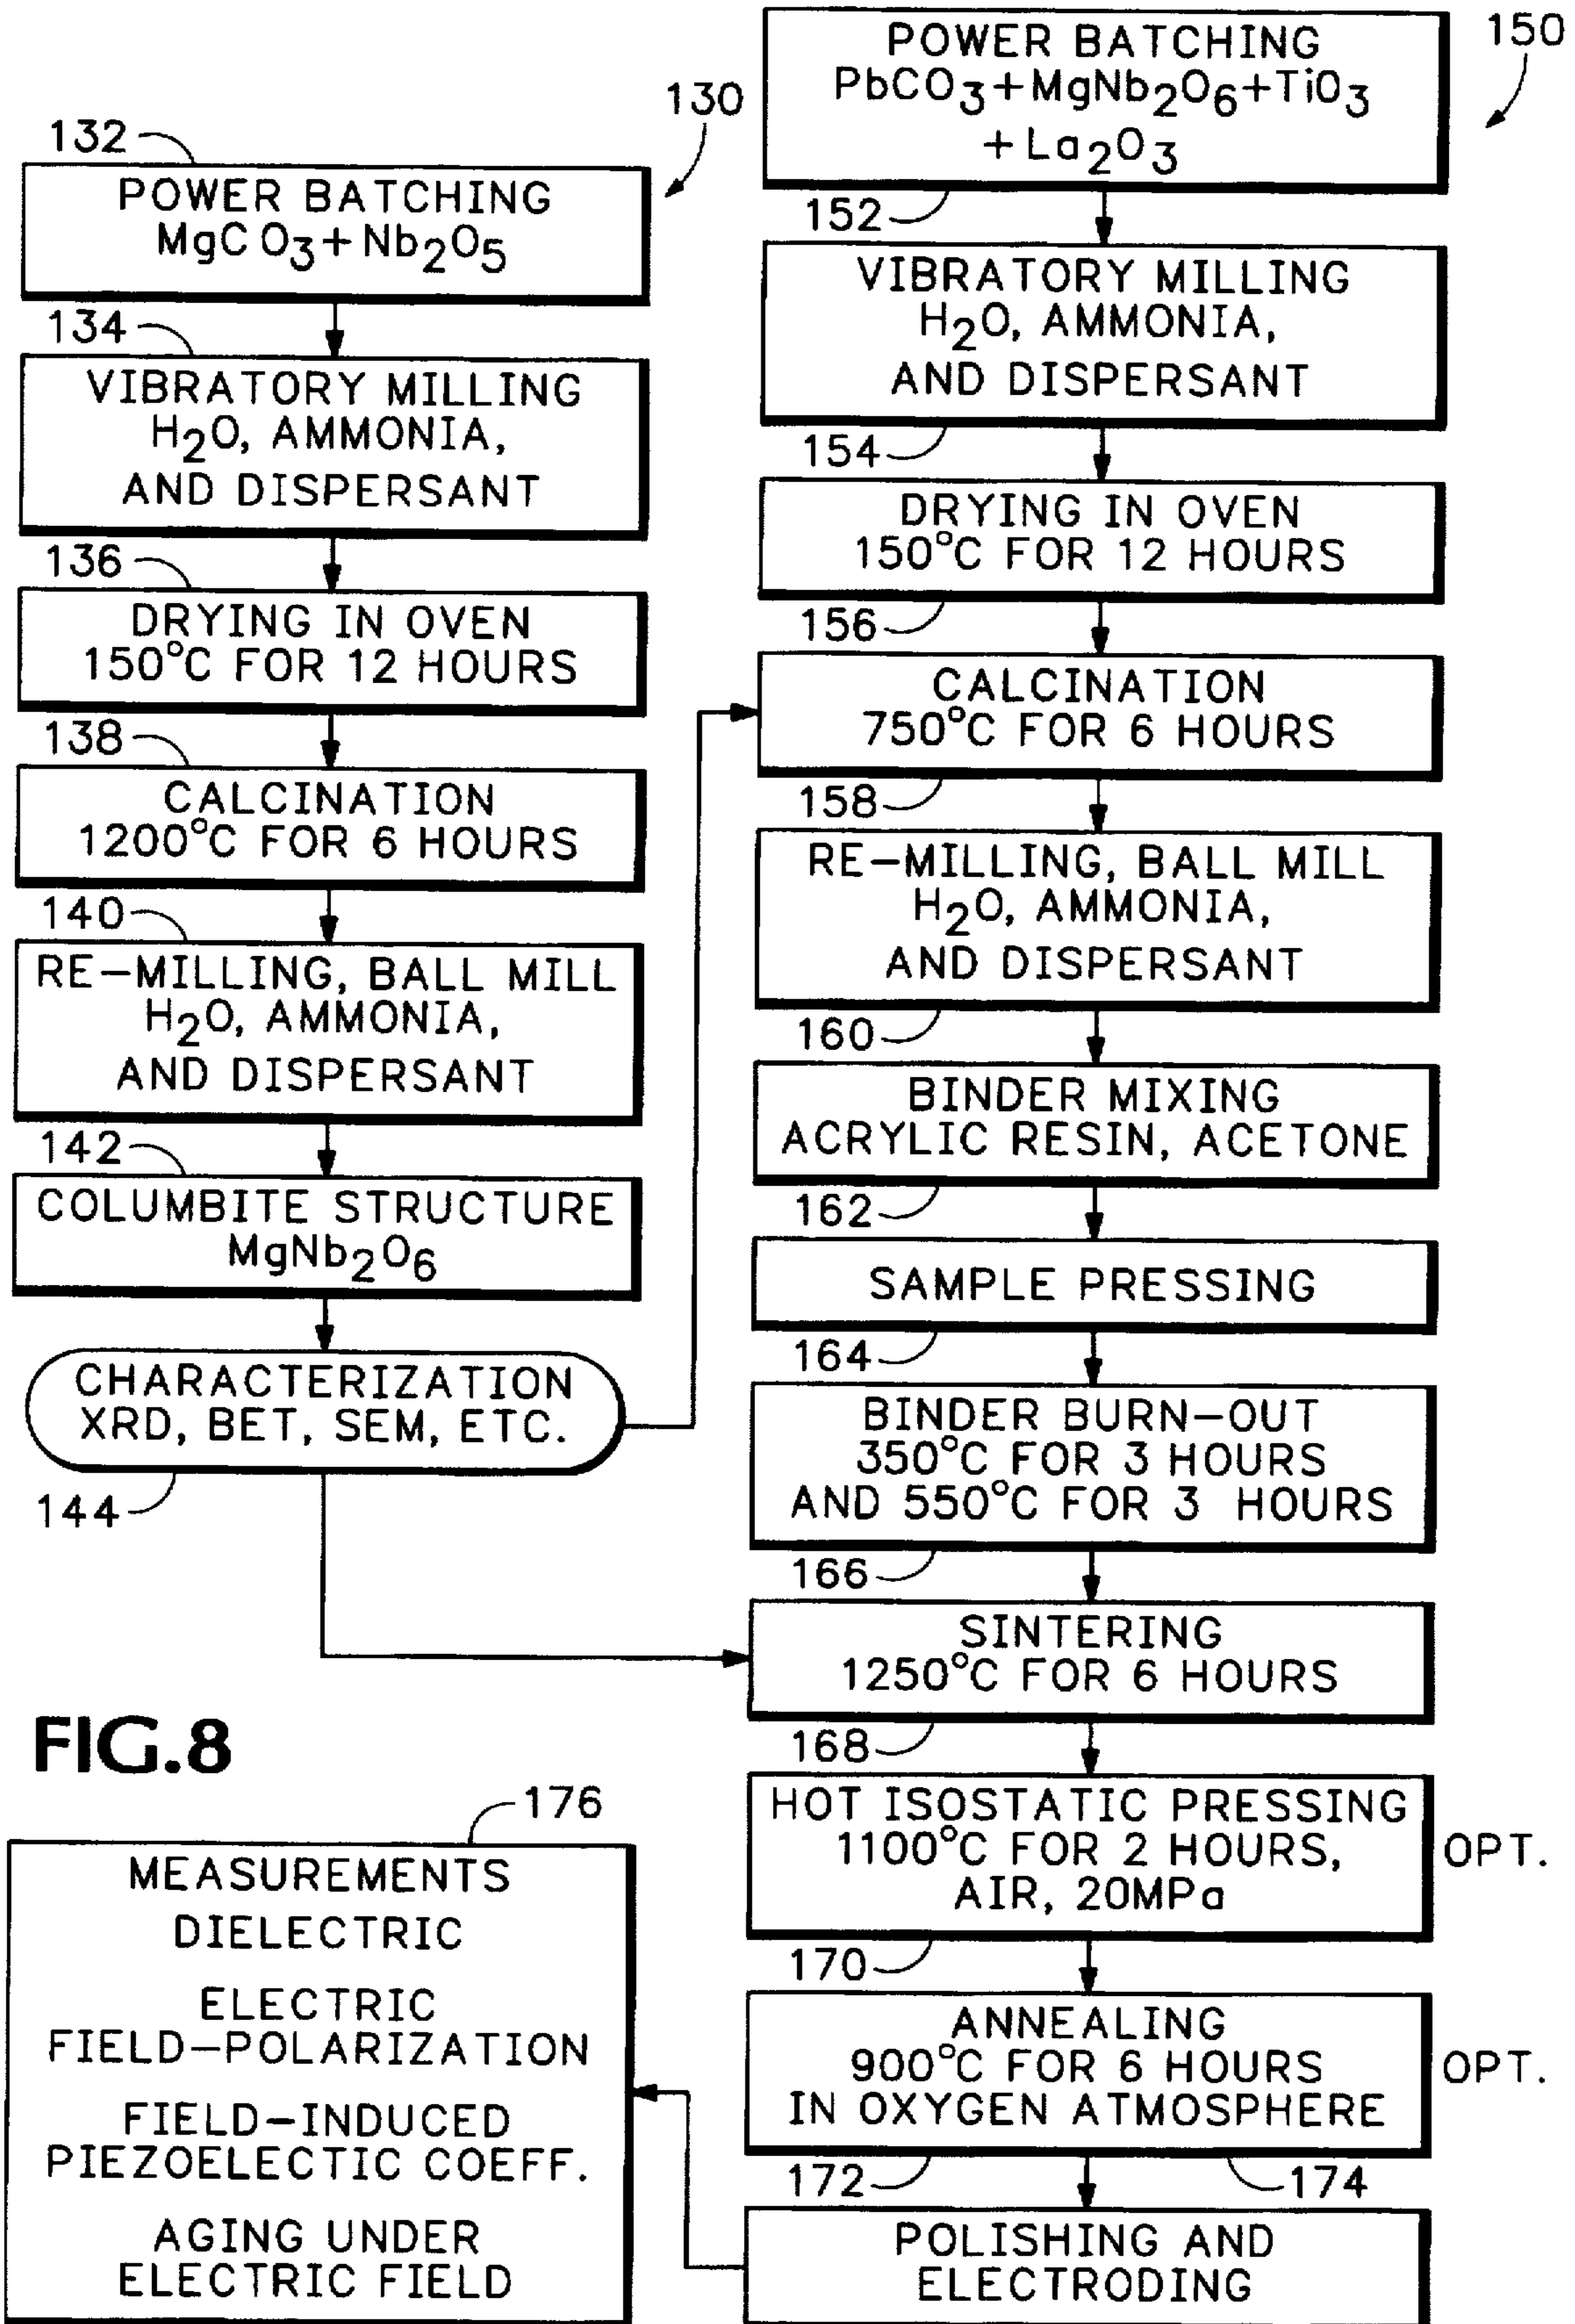 130
132
POWER BATCHING
MgCO3+Nb2O5
134
VIBRATORY MILLING
H2O, AMMONIA,
AND DISPERSANT
136
DRYING IN OVEN
150°C FOR 12 HOURS
138
CALCINATION
1200°C FOR 6 HOURS
140
RE-MILLING, BALL MILL
H2O, AMMONIA,
AND DISPERSANT
142
COLUMBITE STRUCTURE
MgNb2O6
CHARACTERIZATION
XRD, BET, SEM, ETC.
144
150
POWER BATCHING
PbCO3+MgNb2O6+TiO3
+La2O3
152
VIBRATORY MILLING
H2O, AMMONIA,
AND DISPERSANT
154
DRYING IN OVEN
150°C FOR 12 HOURS
156
CALCINATION
750°C FOR 6 HOURS
158
RE-MILLING, BALL MILL
H2O, AMMONIA,
AND DISPERSANT
160
BINDER MIXING
ACRYLIC RESIN, ACETONE
162
SAMPLE PRESSING
164
BINDER BURN-OUT
350°C FOR 3 HOURS
AND 550°C FOR 3 HOURS
166
SINTERING
1250°C FOR 6 HOURS
168
HOT ISOSTATIC PRESSING
1100°C FOR 2 HOURS,
AIR, 20MPa
OPT.
170
ANNEALING
900°C FOR 6 HOURS
IN OXYGEN ATMOSPHERE
OPT.
172
174
POLISHING AND
ELECTRODING
FIG.8
176
MEASUREMENTS
DIELECTRIC
ELECTRIC
FIELD-POLARIZATION
FIELD-INDUCED
PIEZOELECTIC COEFF.
AGING UNDER
ELECTRIC FIELD